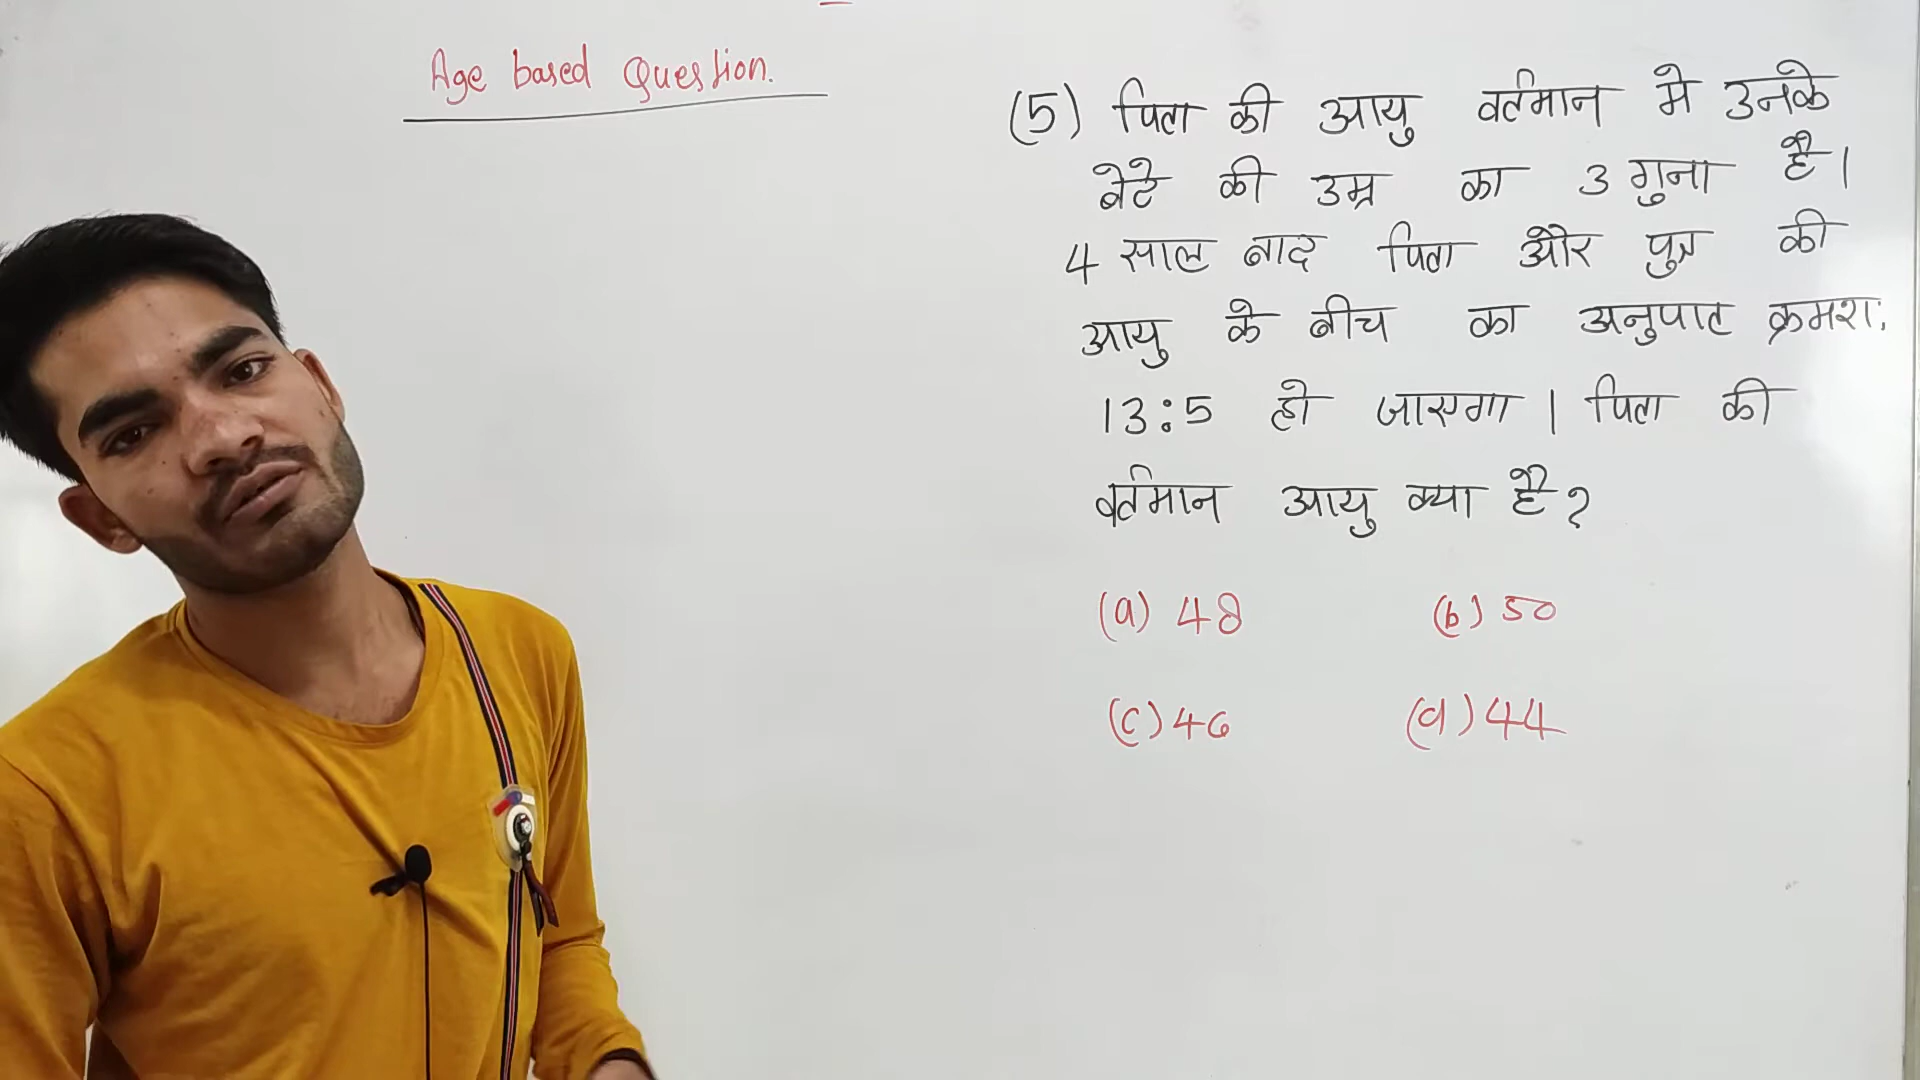 Age based Question.
(5) पिता की आयु वर्तमान मे उनके
बेटे की उम्र का 3 गुना है।
4 साल बाद पिता और पुत्र की
आयु के बीच का अनुपात क्रमश:
13:5 हो जाएगा । पिता की
वर्तमान आयु क्या है?
(a) 48 (b) 50
(c) 46 (d) 44